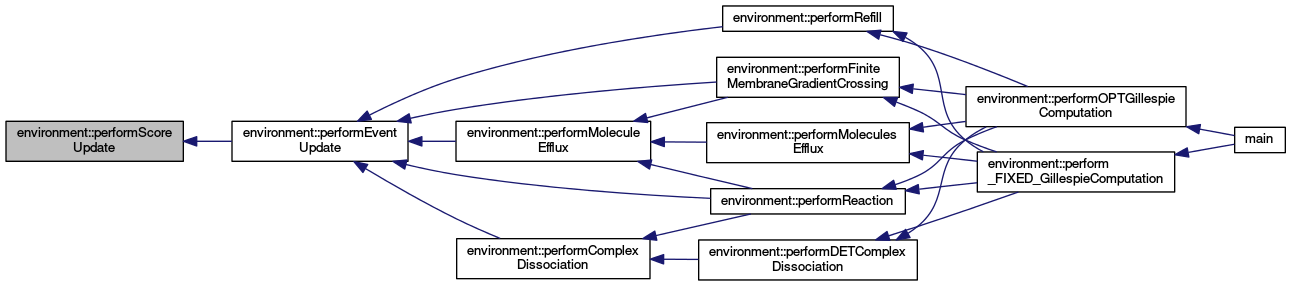 environment::performScore
Update
environment::performEvent
Update
environment::performRefill
environment::performFinite
MembraneGradientCrossing
environment::performMolecule
Efflux
environment::performMolecules
Efflux
environment::performReaction
environment::performComplex
Dissociation
environment::performDETComplex
Dissociation
environment::performOPTGillespie
Computation
environment::perform
_FIXED_GillespieComputation
main